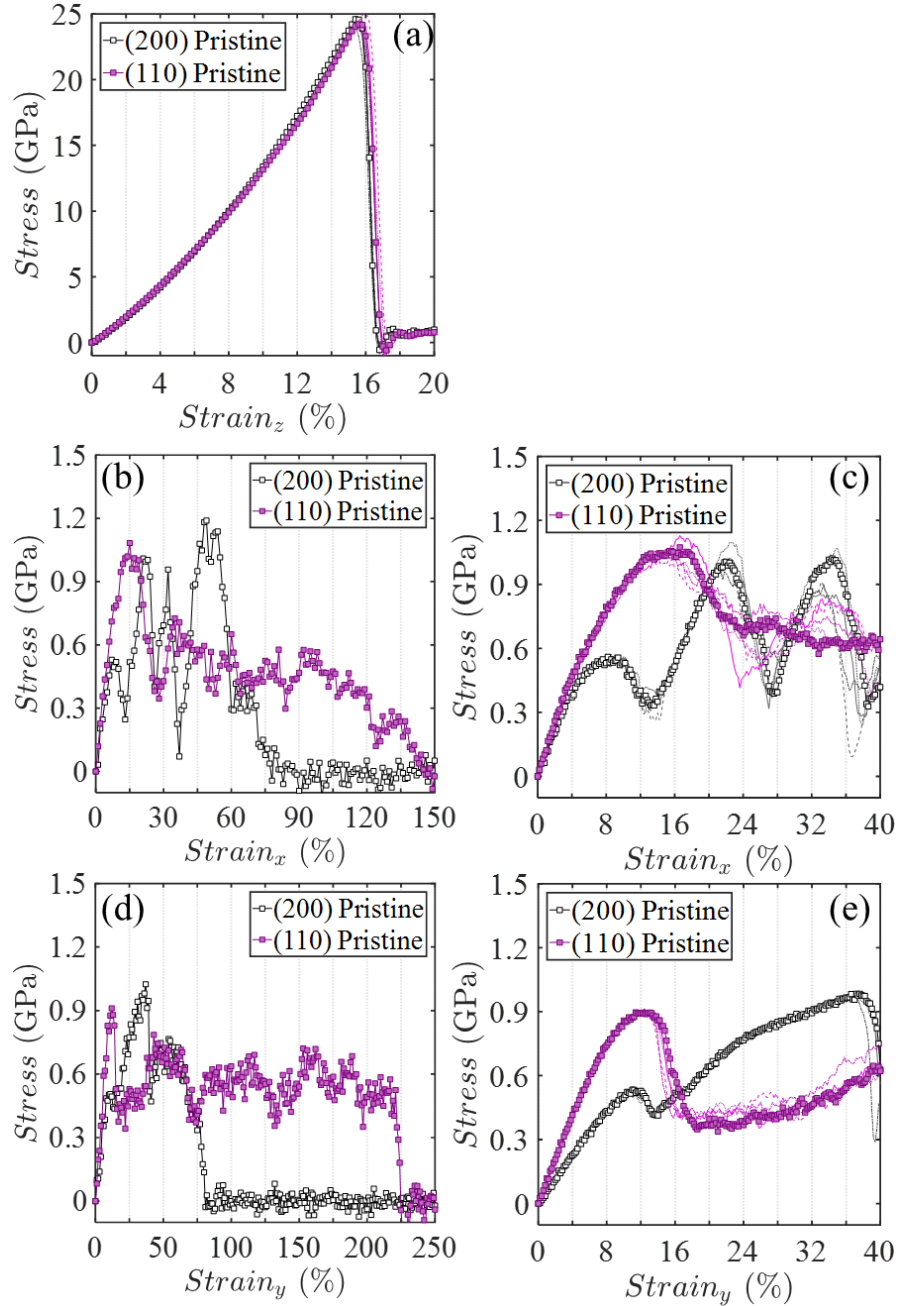 (a)
(200) Pristine
(110) Pristine
25
20
15
10
5
0
Stress (GPa)
0 4 8 12 16 20
Strain_z (%)
(b)
(200) Pristine
(110) Pristine
1.5
1.2
0.9
0.6
0.3
0
Stress (GPa)
0 30 60 90 120 150
Strain_x (%)
(c)
(200) Pristine
(110) Pristine
1.5
1.2
0.9
0.6
0.3
0
Stress (GPa)
0 8 16 24 32 40
Strain_x (%)
(d)
(200) Pristine
(110) Pristine
1.5
1.2
0.9
0.6
0.3
0
Stress (GPa)
0 50 100 150 200 250
Strain_y (%)
(e)
(200) Pristine
(110) Pristine
1.5
1.2
0.9
0.6
0.3
0
Stress (GPa)
0 8 16 24 32 40
Strain_y (%)